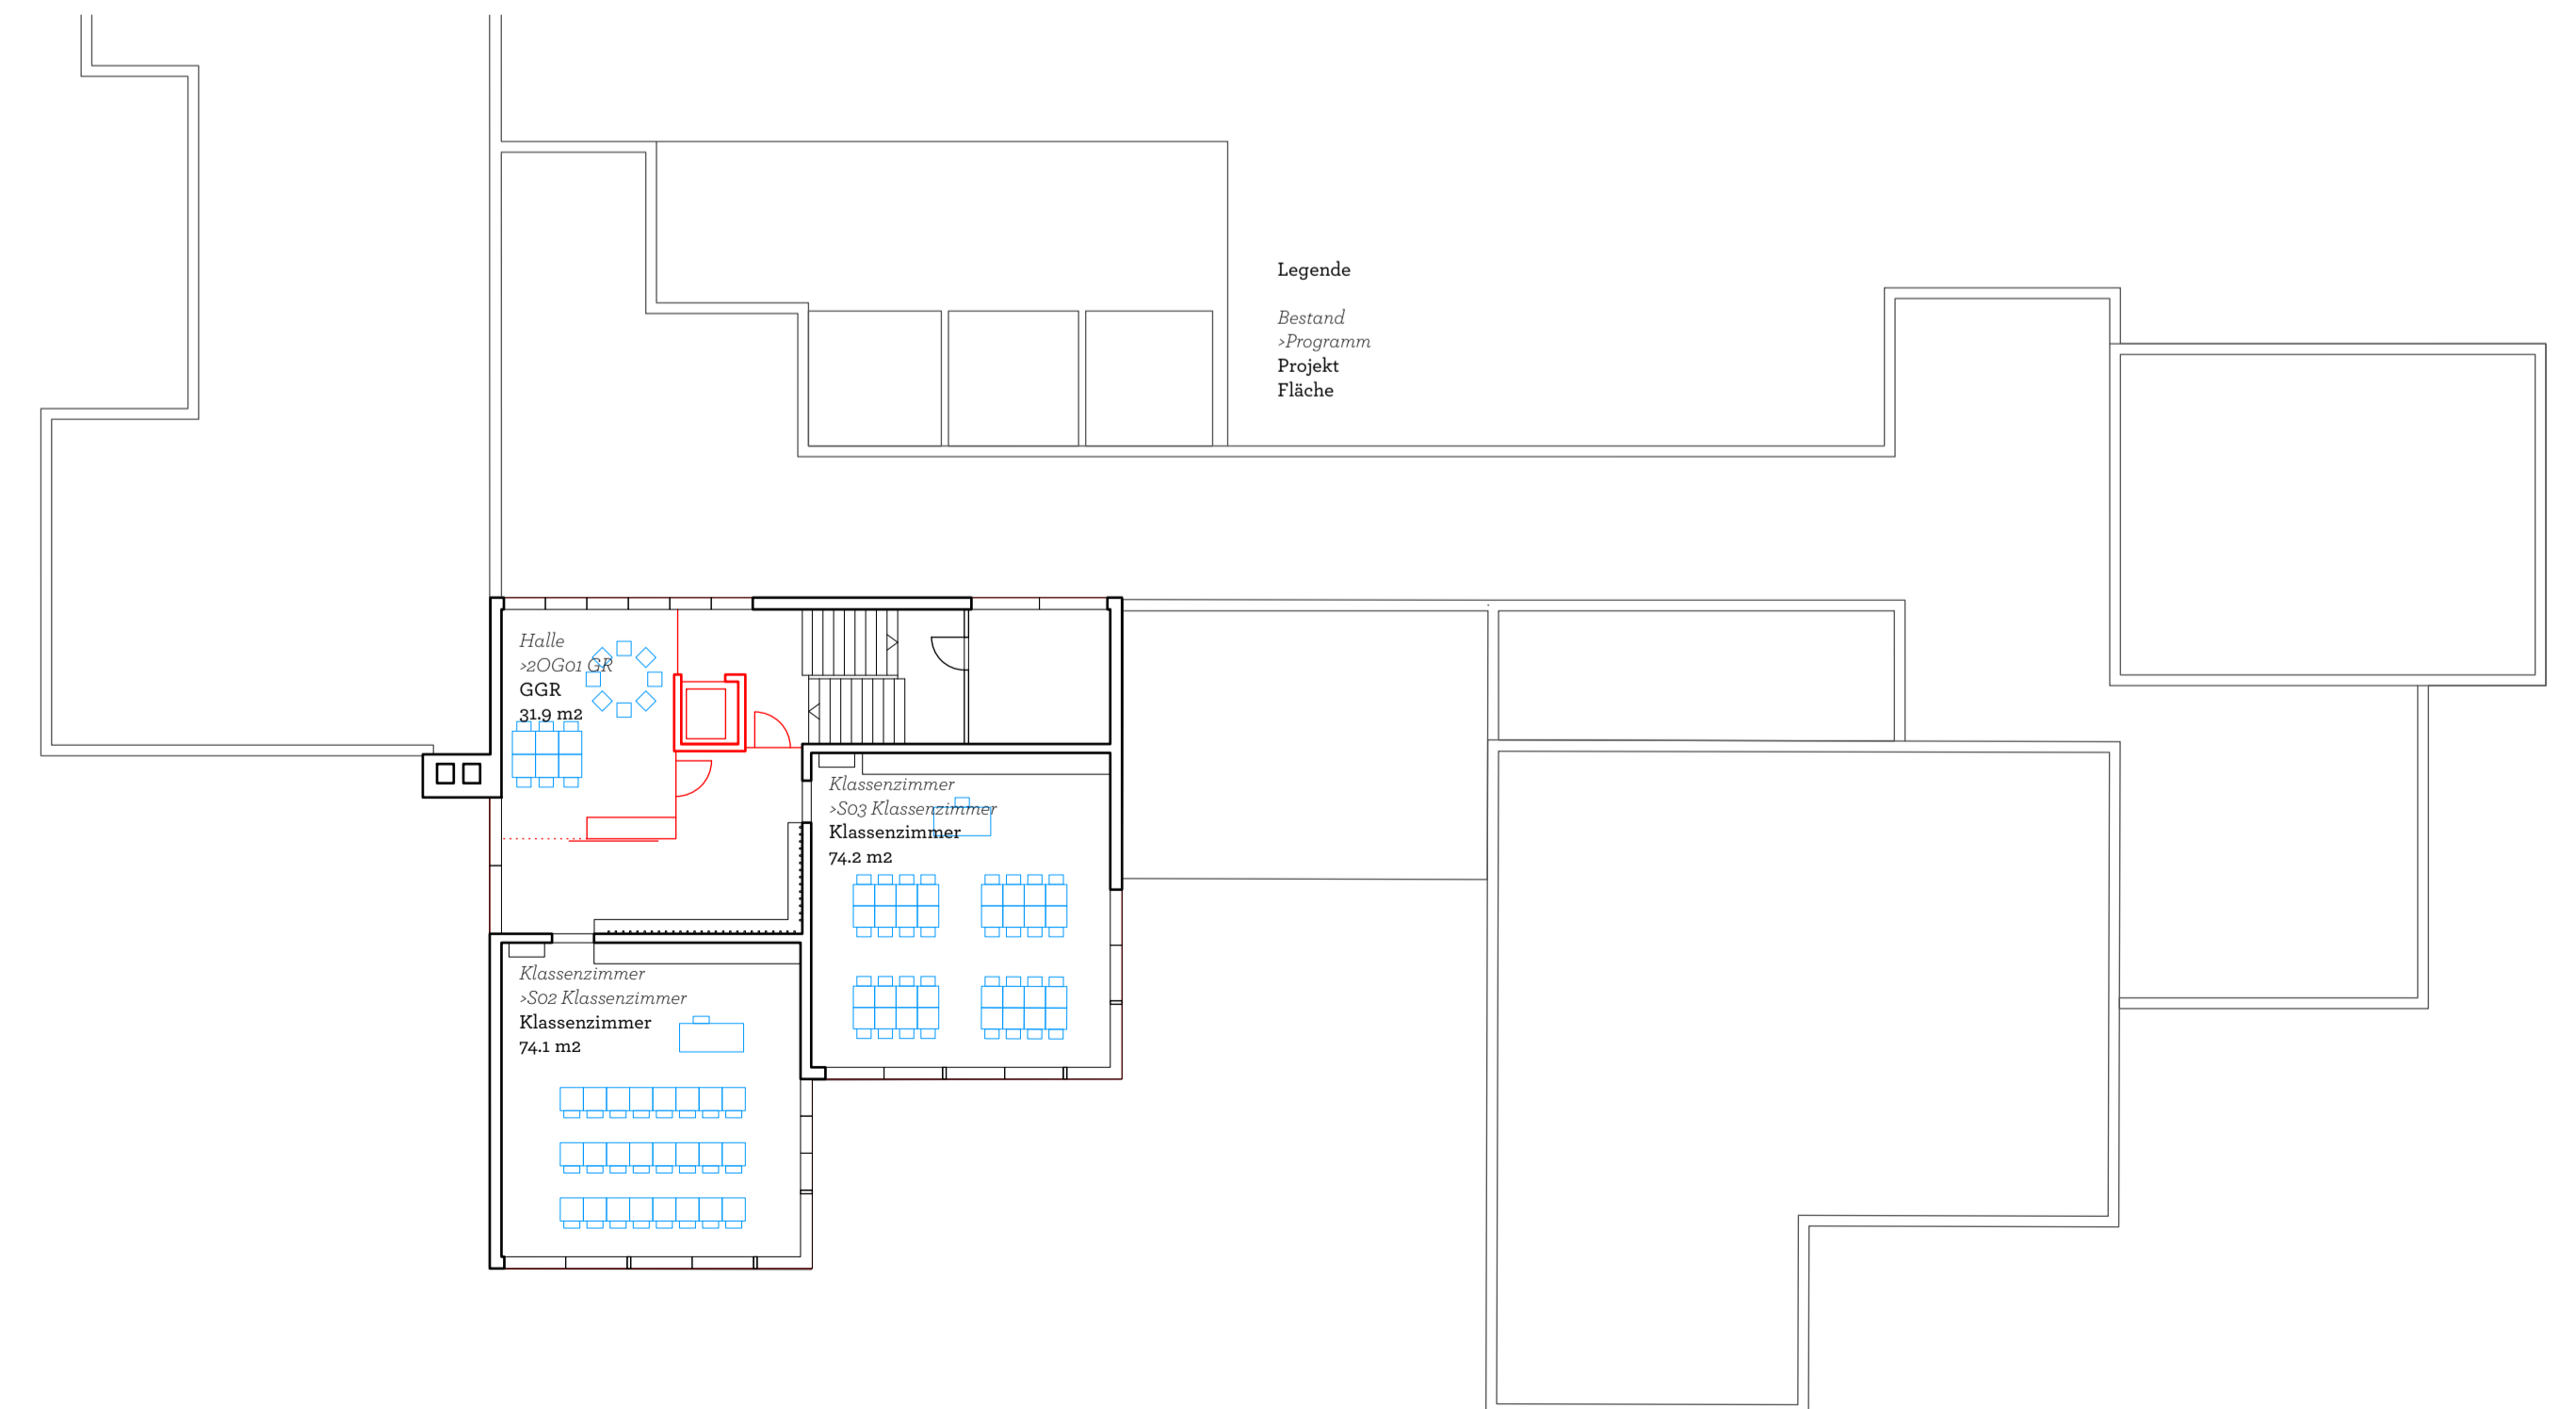 Legende
Bestand
>Programm
Projekt
Fläche
Halle
>2OG01 GR
GGR
31.9 m2
Klassenzimmer
>S03 Klassenzimmer
Klassenzimmer
74.2 m2
Klassenzimmer
>S02 Klassenzimmer
Klassenzimmer
74.1 m2